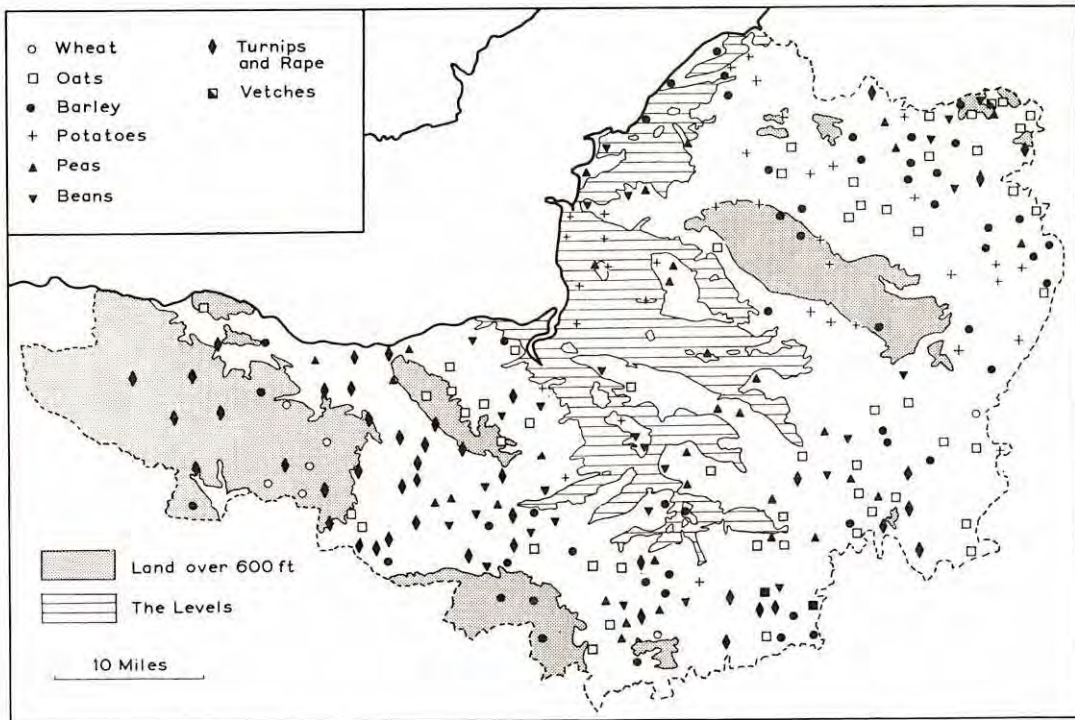 Wheat
Oats
Barley
Potatoes
Peas
Beans
Turnips
and Rape
Vetches
Land over 600 ft
The Levels
10 Miles